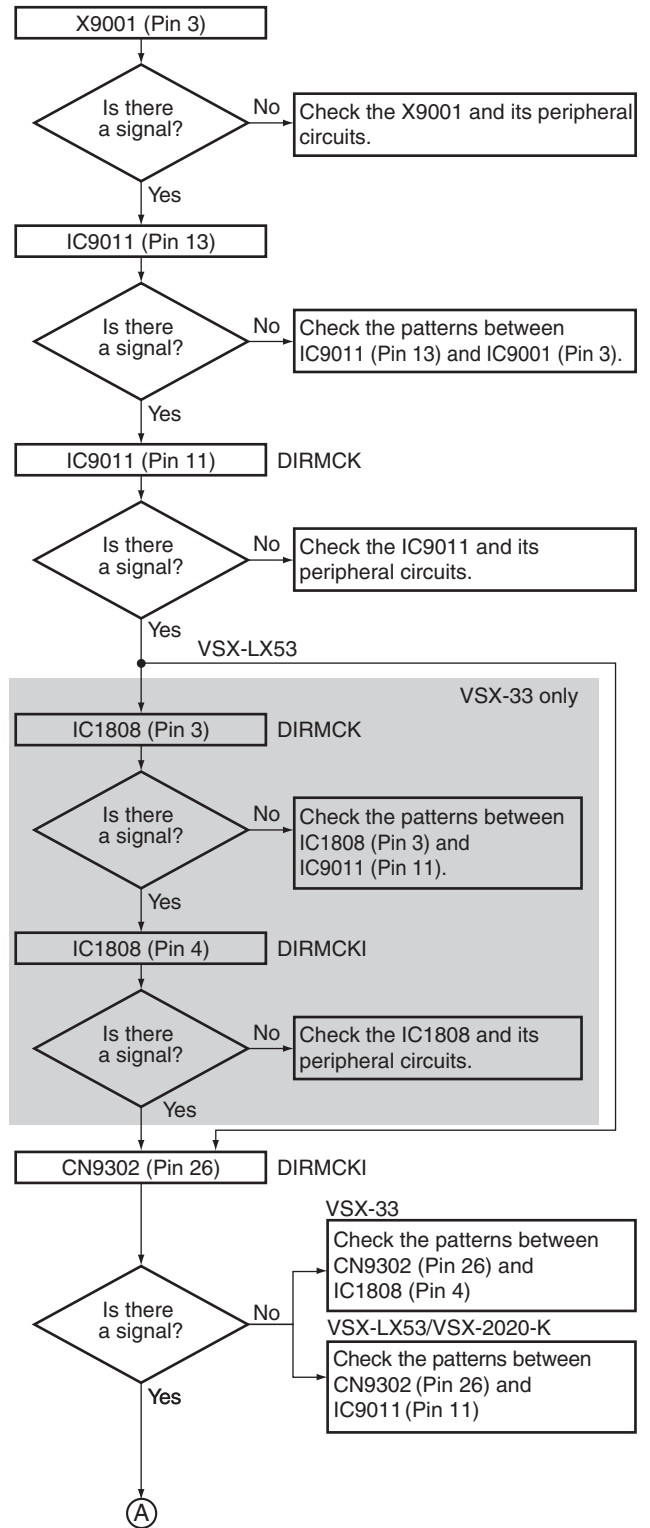 X9001 (Pin 3)
Is there
a signal?
No
Check the X9001 and its peripheral
circuits.
Yes
IC9011 (Pin 13)
Is there
a signal?
No
Check the patterns between
IC9011 (Pin 13) and IC9001 (Pin 3).
Yes
IC9011 (Pin 11)
DIRMCK
Is there
a signal?
No
Check the IC9011 and its
peripheral circuits.
Yes
VSX-LX53
VSX-33 only
IC1808 (Pin 3)
DIRMCK
Is there
a signal?
No
Check the patterns between
IC1808 (Pin 3) and
IC9011 (Pin 11).
Yes
IC1808 (Pin 4)
DIRMCKI
Is there
a signal?
No
Check the IC1808 and its
peripheral circuits.
Yes
CN9302 (Pin 26)
DIRMCKI
Is there
a signal?
No
VSX-33
Check the patterns between
CN9302 (Pin 26) and
IC1808 (Pin 4)
VSX-LX53/VSX-2020-K
Check the patterns between
CN9302 (Pin 26) and
IC9011 (Pin 11)
Yes
A